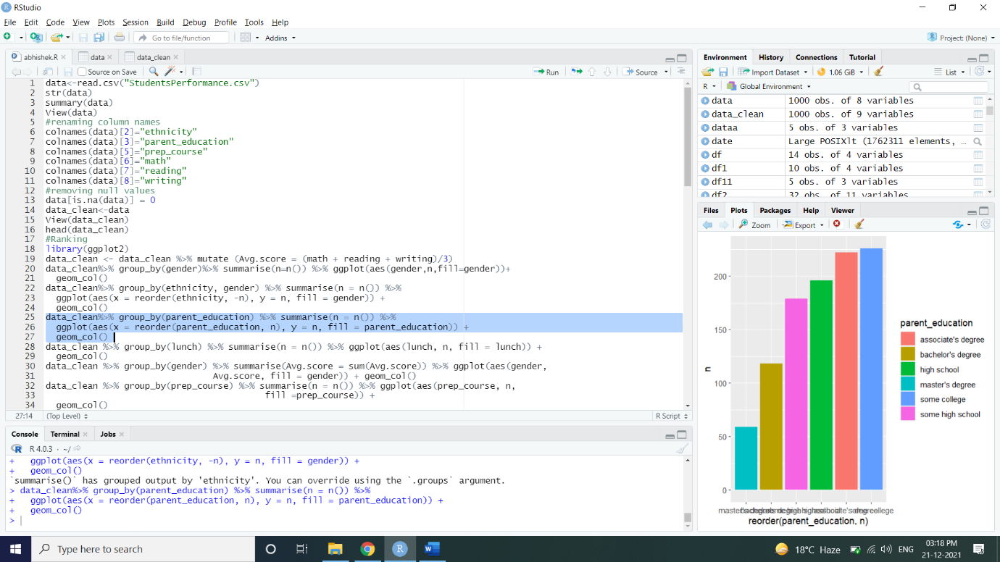 RStudio
File Edit Code View Plots Session Build Debug Profile Tools Help
Go to file/function Addins Project: (None)
abhishek.R data data_clean
Source on Save Run Source
1 data<-read.csv("StudentsPerformance.csv")
2 str(data)
3 summary(data)
4 View(data)
5 #renaming column names
6 colnames(data)[2]="ethnicity"
7 colnames(data)[3]="parent_education"
8 colnames(data)[5]="prep_course"
9 colnames(data)[6]="math"
10 colnames(data)[7]="reading"
11 colnames(data)[8]="writing"
12 #removing null values
13 data[is.na(data)] = 0
14 data_clean<-data
15 View(data_clean)
16 head(data_clean)
17 #Ranking
18 library(ggplot2)
19 data_clean <- data_clean %>% mutate (Avg.score = (math + reading + writing)/3)
20 data_clean%>% group_by(gender)%>% summarise(n=n()) %>% ggplot(aes(gender,n,fill=gender))+
21 geom_col()
22 data_clean%>% group_by(ethnicity, gender) %>% summarise(n = n()) %>%
23 ggplot(aes(x = reorder(ethnicity, -n), y = n, fill = gender)) +
24 geom_col()
25 data_clean%>% group_by(parent_education) %>% summarise(n = n()) %>%
26 ggplot(aes(x = reorder(parent_education, n), y = n, fill = parent_education)) +
27 geom_col()
28 data_clean %>% group_by(lunch) %>% summarise(n = n()) %>% ggplot(aes(lunch, n, fill = lunch)) +
29 geom_col()
30 data_clean %>% group_by(gender) %>% summarise(Avg.score = sum(Avg.score)) %>% ggplot(aes(gender,
31 Avg.score, fill = gender)) + geom_col()
32 data_clean %>% group_by(prep_course) %>% summarise(n = n()) %>% ggplot(aes(prep_course, n,
33 fill =prep_course)) +
34 geom_col()
27:14 (Top Level) R Script
Console Terminal Jobs
R 4.0.3 · ~/
+ ggplot(aes(x = reorder(ethnicity, -n), y = n, fill = gender)) +
+ geom_col()
`summarise()` has grouped output by 'ethnicity'. You can override using the `.groups` argument.
> data_clean%>% group_by(parent_education) %>% summarise(n = n()) %>%
+ ggplot(aes(x = reorder(parent_education, n), y = n, fill = parent_education)) +
+ geom_col()
>
Environment History Connections Tutorial
Import Dataset 1.06 GiB List
R Global Environment
data 1000 obs. of 8 variables
data_clean 1000 obs. of 9 variables
dataa 5 obs. of 3 variables
date Large POSIXlt (1762311 elements, …
df 14 obs. of 4 variables
df1 10 obs. of 4 variables
df11 5 obs. of 3 variables
df2 32 obs. of 11 variables
Files Plots Packages Help Viewer
Zoom Export
200
150
100
50
0
n
reorder(parent_education, n)
parent_education
associate's degree
bachelor's degree
high school
master's degree
some college
some high school
Type here to search
W
18°C Haze ENG
03:18 PM
21-12-2021